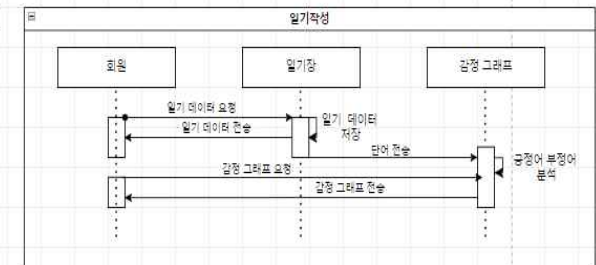 일기작성
회원
일기장
감정 그래프
일기 데이터 요청
일기 데이터
저장
일기 데이터 전송
단어 전송
긍정어 부정어
분석
감정 그래프 요청
감정 그래프 전송